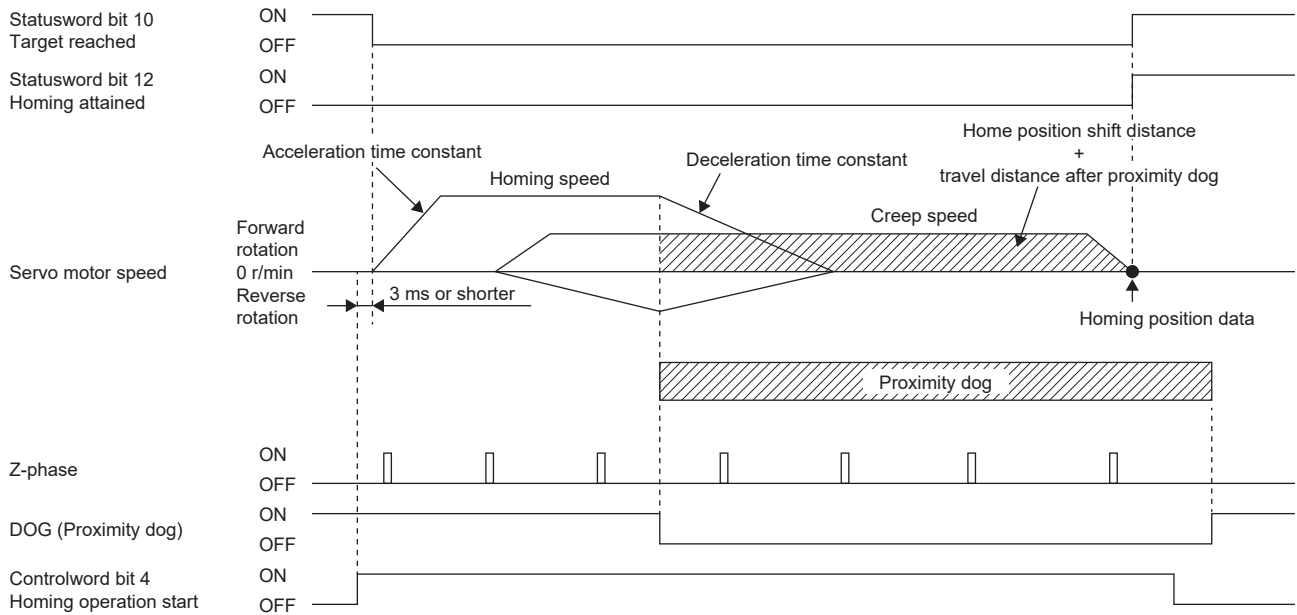 Statusword bit 10
Target reached
ON
OFF
Statusword bit 12
Homing attained
ON
OFF
Home position shift distance
+
travel distance after proximity dog
Acceleration time constant
Deceleration time constant
Homing speed
Creep speed
Servo motor speed
Forward
rotation
0 r/min
Reverse
rotation
3 ms or shorter
Homing position data
Proximity dog
Z-phase
ON
OFF
DOG (Proximity dog)
ON
OFF
Controlword bit 4
Homing operation start
ON
OFF